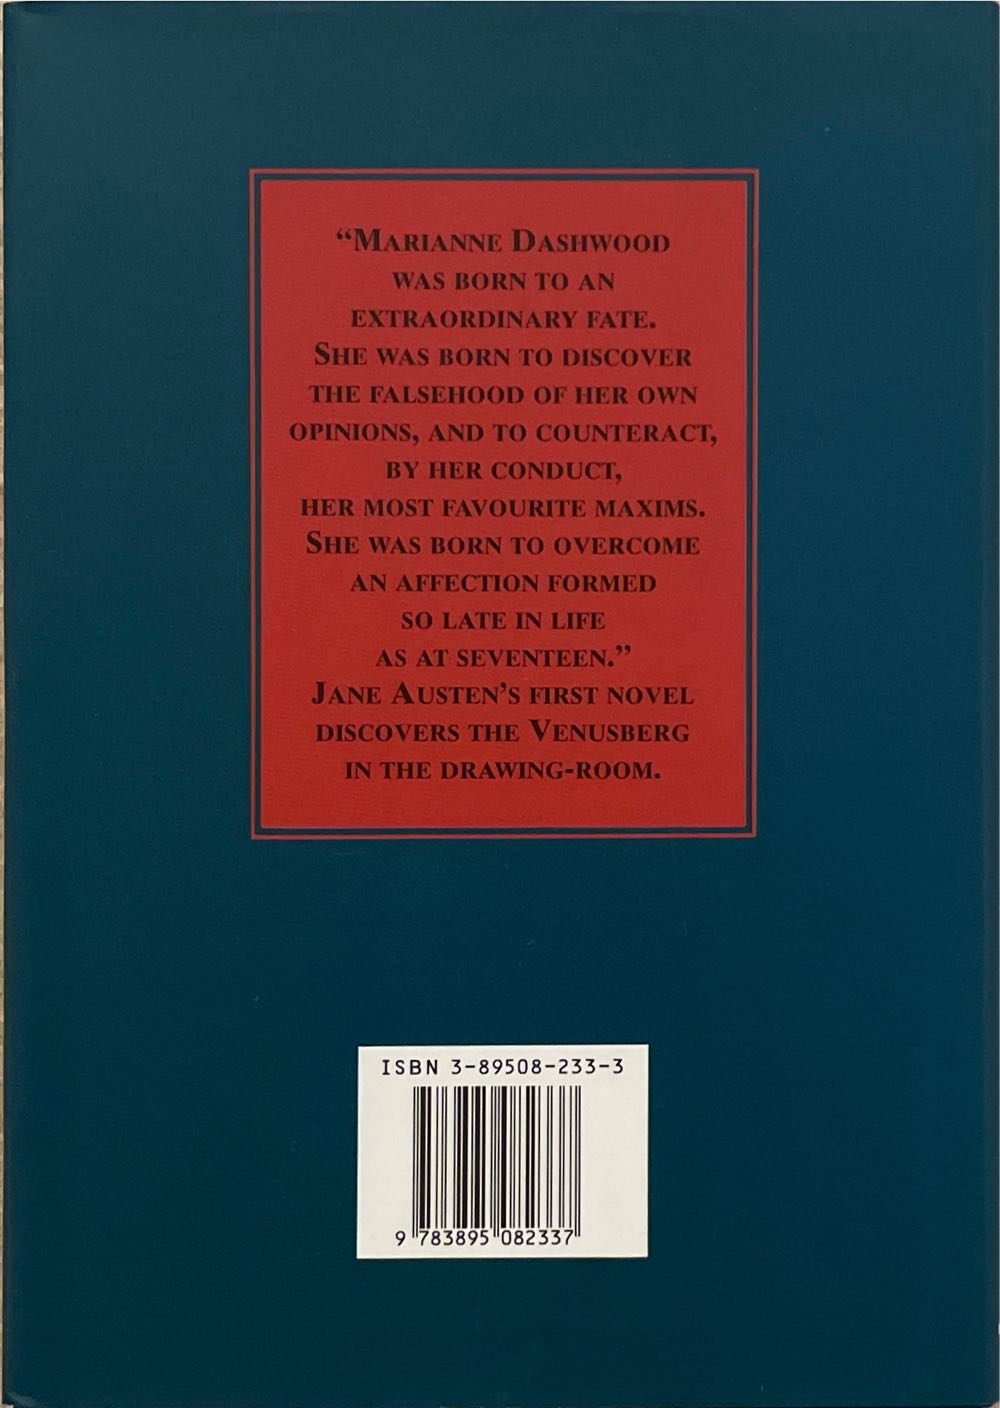 “Marianne Dashwood
was born to an
extraordinary fate.
She was born to discover
the falsehood of her own
opinions, and to counteract,
by her conduct,
her most favourite maxims.
She was born to overcome
an affection formed
so late in life
as at seventeen.”
Jane Austen’s first novel
discovers the Venusberg
in the drawing-room.
ISBN 3-89508-233-3
9 783895 082337